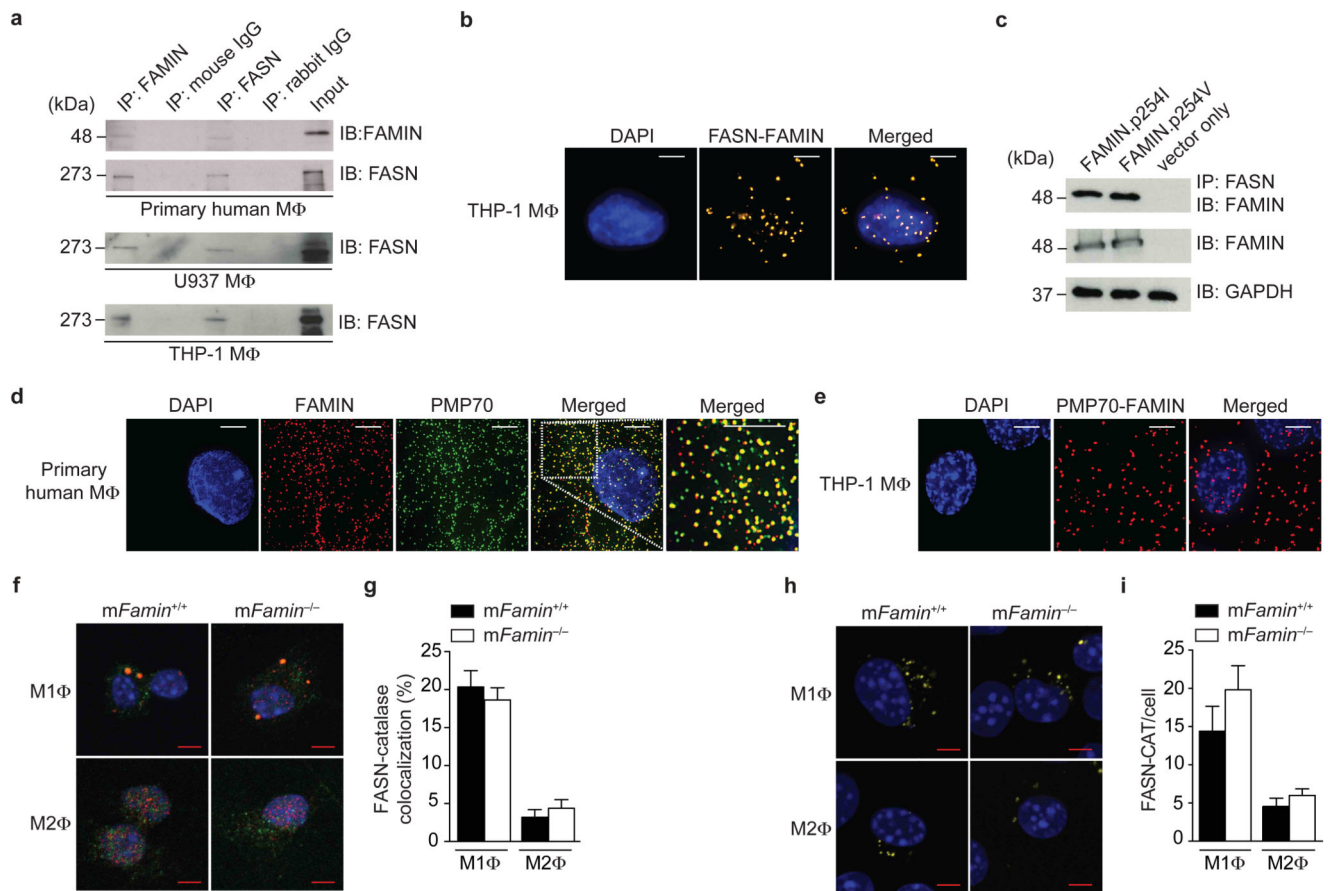 a
IP: FAMIN
IP: mouse IgG
IP: FASN
IP: rabbit IgG
Input
(kDa)
48
IB:FAMIN
273
IB: FASN
Primary human MΦ
273
IB: FASN
U937 MΦ
273
IB: FASN
THP-1 MΦ
b
DAPI
FASN-FAMIN
Merged
THP-1 MΦ
c
FAMIN.p254I
FAMIN.p254V
vector only
(kDa)
48
IP: FASN
IB: FAMIN
48
IB: FAMIN
37
IB: GAPDH
d
DAPI
FAMIN
PMP70
Merged
Merged
Primary
human MΦ
e
DAPI
PMP70-FAMIN
Merged
THP-1 MΦ
f
mFamin+/+
mFamin–/–
M1Φ
M2Φ
g
mFamin+/+
mFamin–/–
FASN-catalase
colocalization (%)
25
20
15
10
5
0
M1Φ
M2Φ
h
mFamin+/+
mFamin–/–
M1Φ
M2Φ
i
mFamin+/+
mFamin–/–
FASN-CAT/cell
25
20
15
10
5
0
M1Φ
M2Φ